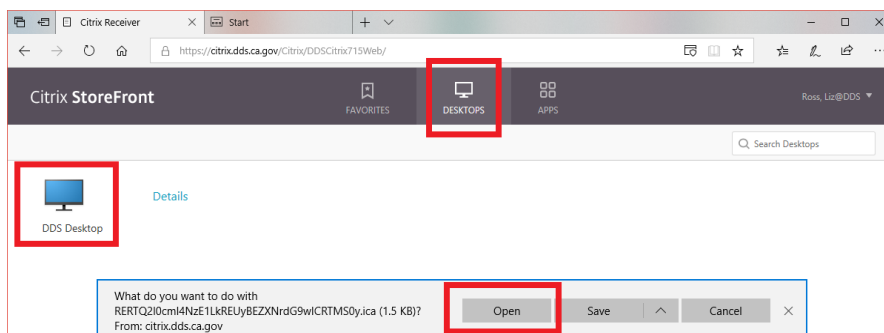 Citrix Receiver
Start
https://citrix.dds.ca.gov/Citrix/DDSCitrix715Web/
Citrix StoreFront
FAVORITES
DESKTOPS
APPS
Ross, Liz@DDS
Search Desktops
Details
DDS Desktop
What do you want to do with
From: citrix.dds.ca.gov
(1.5 KB)?
Open
Save
Cancel